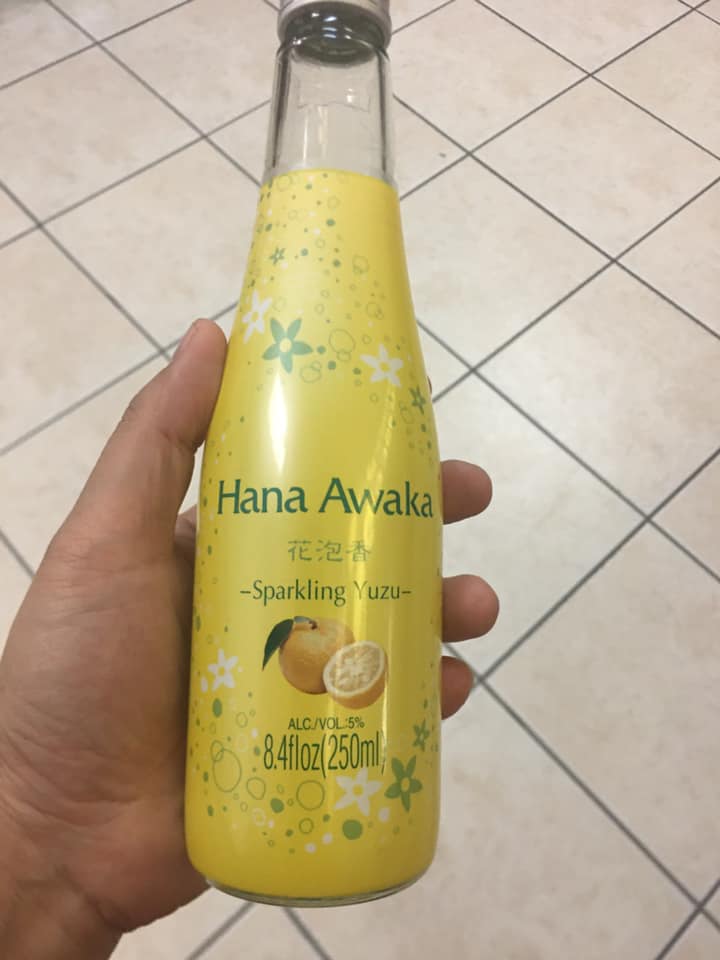 Hana Awaka
花泡香
–Sparkling Yuzu–
ALC./VOL.:5%
8.4floz(250ml)